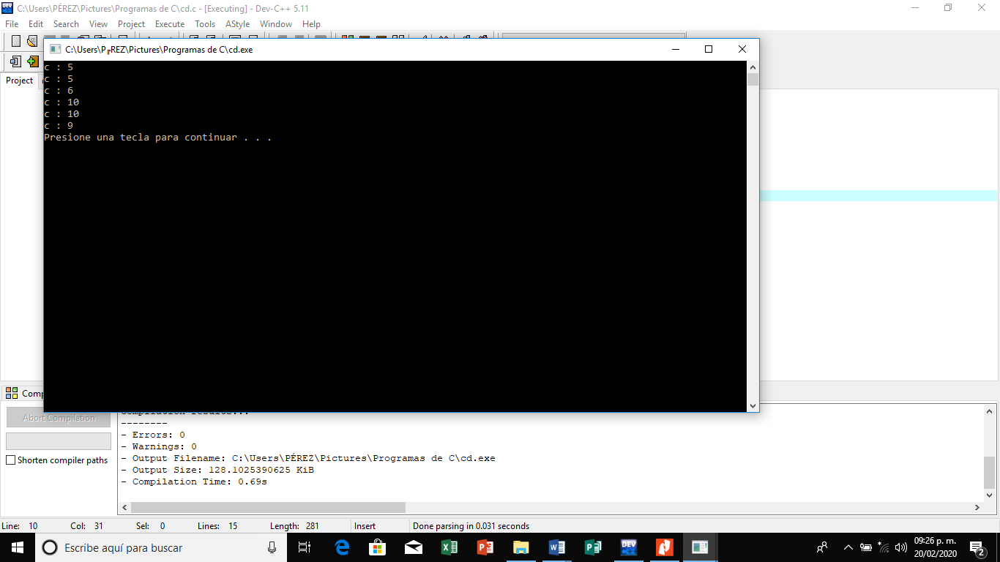 C:\Users\PÉREZ\Pictures\Programas de C\cd.c - [Executing] - Dev-C++ 5.11
File Edit Search View Project Execute Tools AStyle Window Help
C:\Users\PÉREZ\Pictures\Programas de C\cd.exe
Project
c : 5
c : 5
c : 6
c : 10
c : 10
c : 9
Presione una tecla para continuar . . .
Abort Compilation
Shorten compiler paths
Compilation results...
--------
- Errors: 0
- Warnings: 0
- Output Filename: C:\Users\PÉREZ\Pictures\Programas de C\cd.exe
- Output Size: 128.1025390625 KiB
- Compilation Time: 0.69s
Line: 10 Col: 31 Sel: 0 Lines: 15 Length: 281 Insert Done parsing in 0.031 seconds
Escribe aquí para buscar
DEV
09:26 p. m.
20/02/2020
2